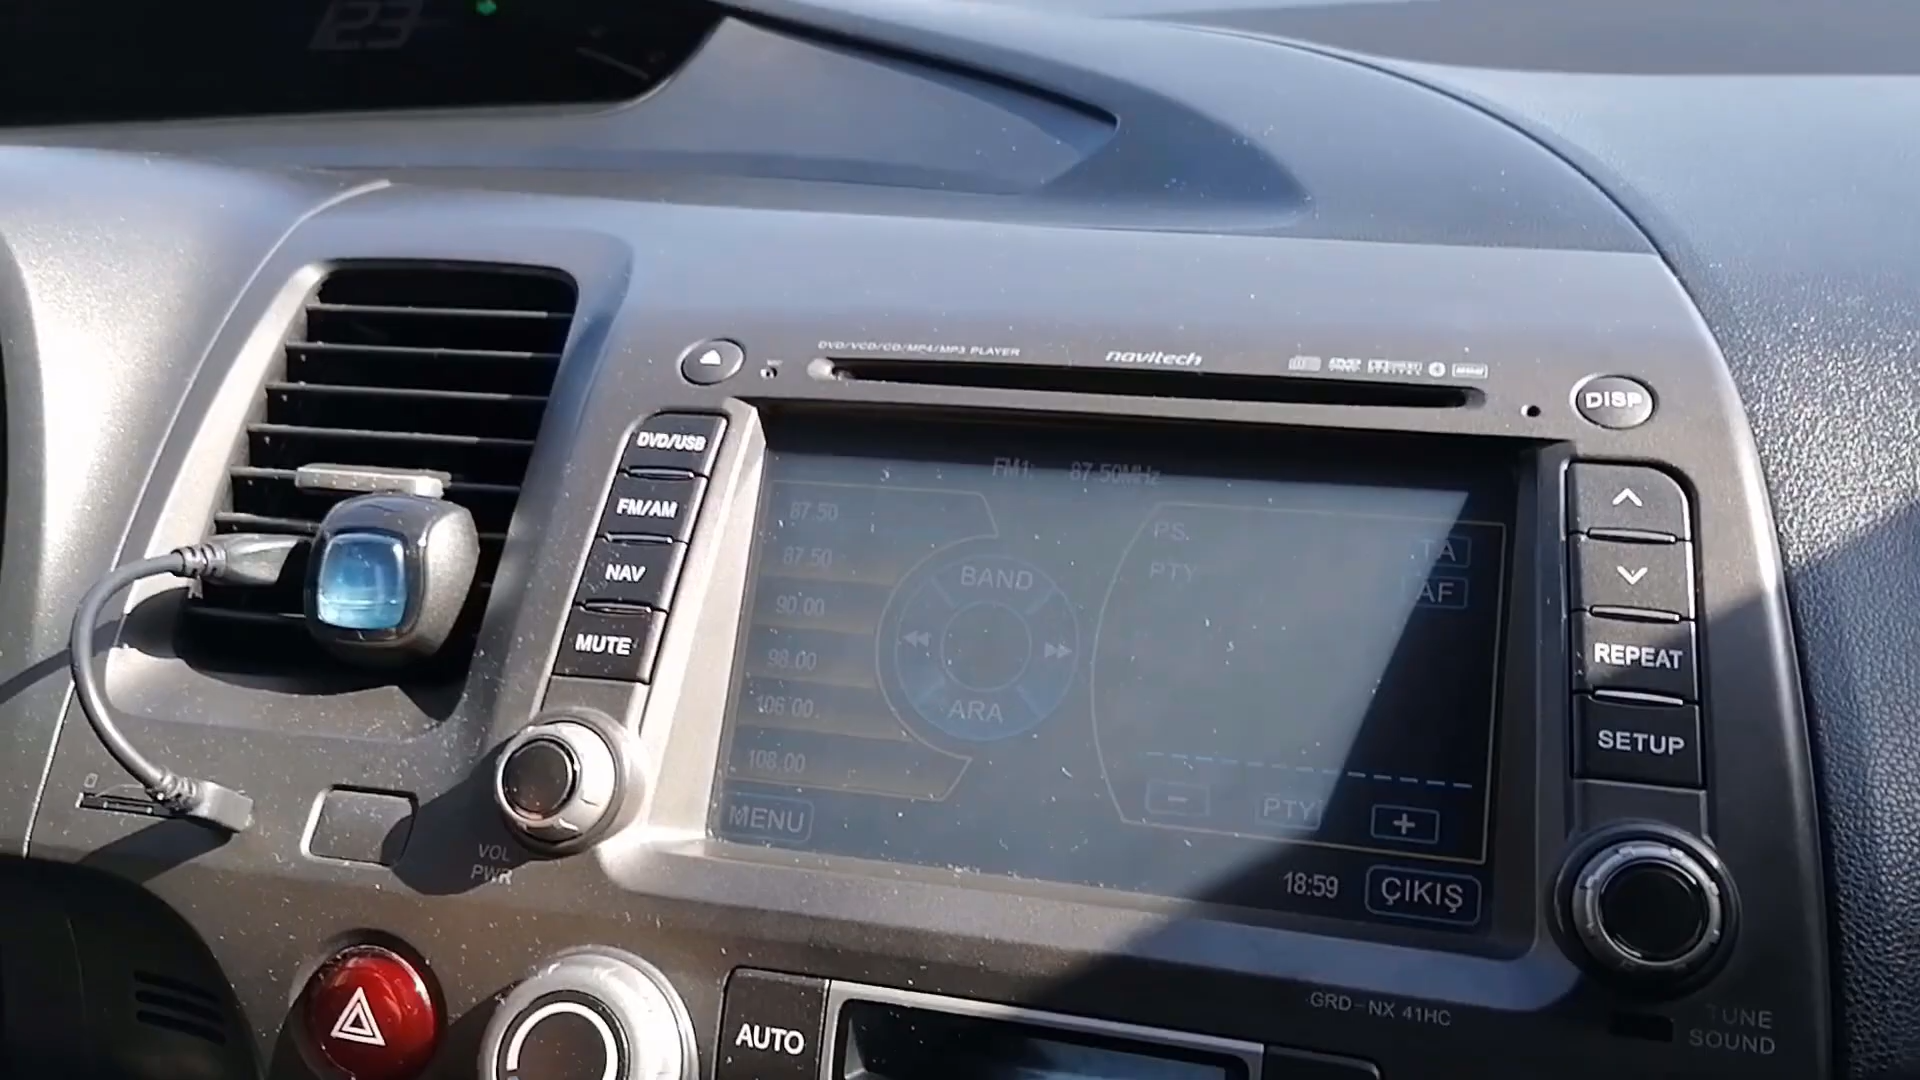 23
DVD/VCD/CD/MP4/MP3 PLAYER
navitech
DISP
DVD/USB
FM/AM
NAV
MUTE
VOL
PWR
FM1: 87.50MHz
87.50
87.50
90.00
98.00
106.00
108.00
MENU
BAND
ARA
PS:
PTY
TA
AF
-
PTY
+
18:59
ÇIKIŞ
REPEAT
SETUP
GRD-NX 41HC
TUNE
SOUND
AUTO